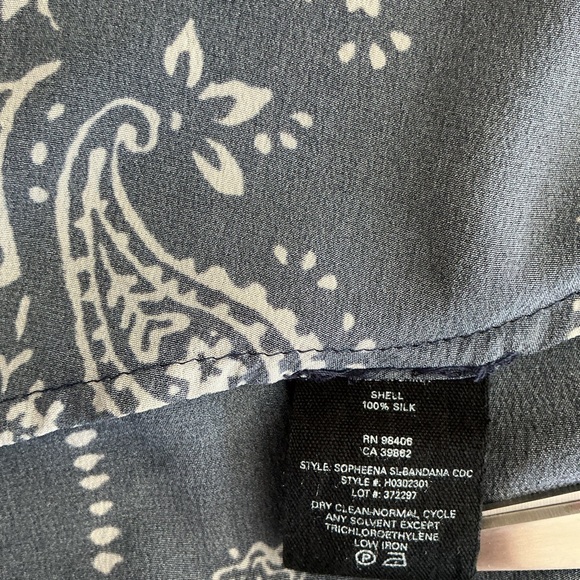 SHELL
100% SILK
RN 98406
CA 39862
STYLE: SOPHEENA SL-BANDANA CDC
STYLE #: H0302301
LOT #: 372297
DRY CLEAN-NORMAL CYCLE
ANY SOLVENT EXCEPT
TRICHLOROETHYLENE
LOW IRON
P